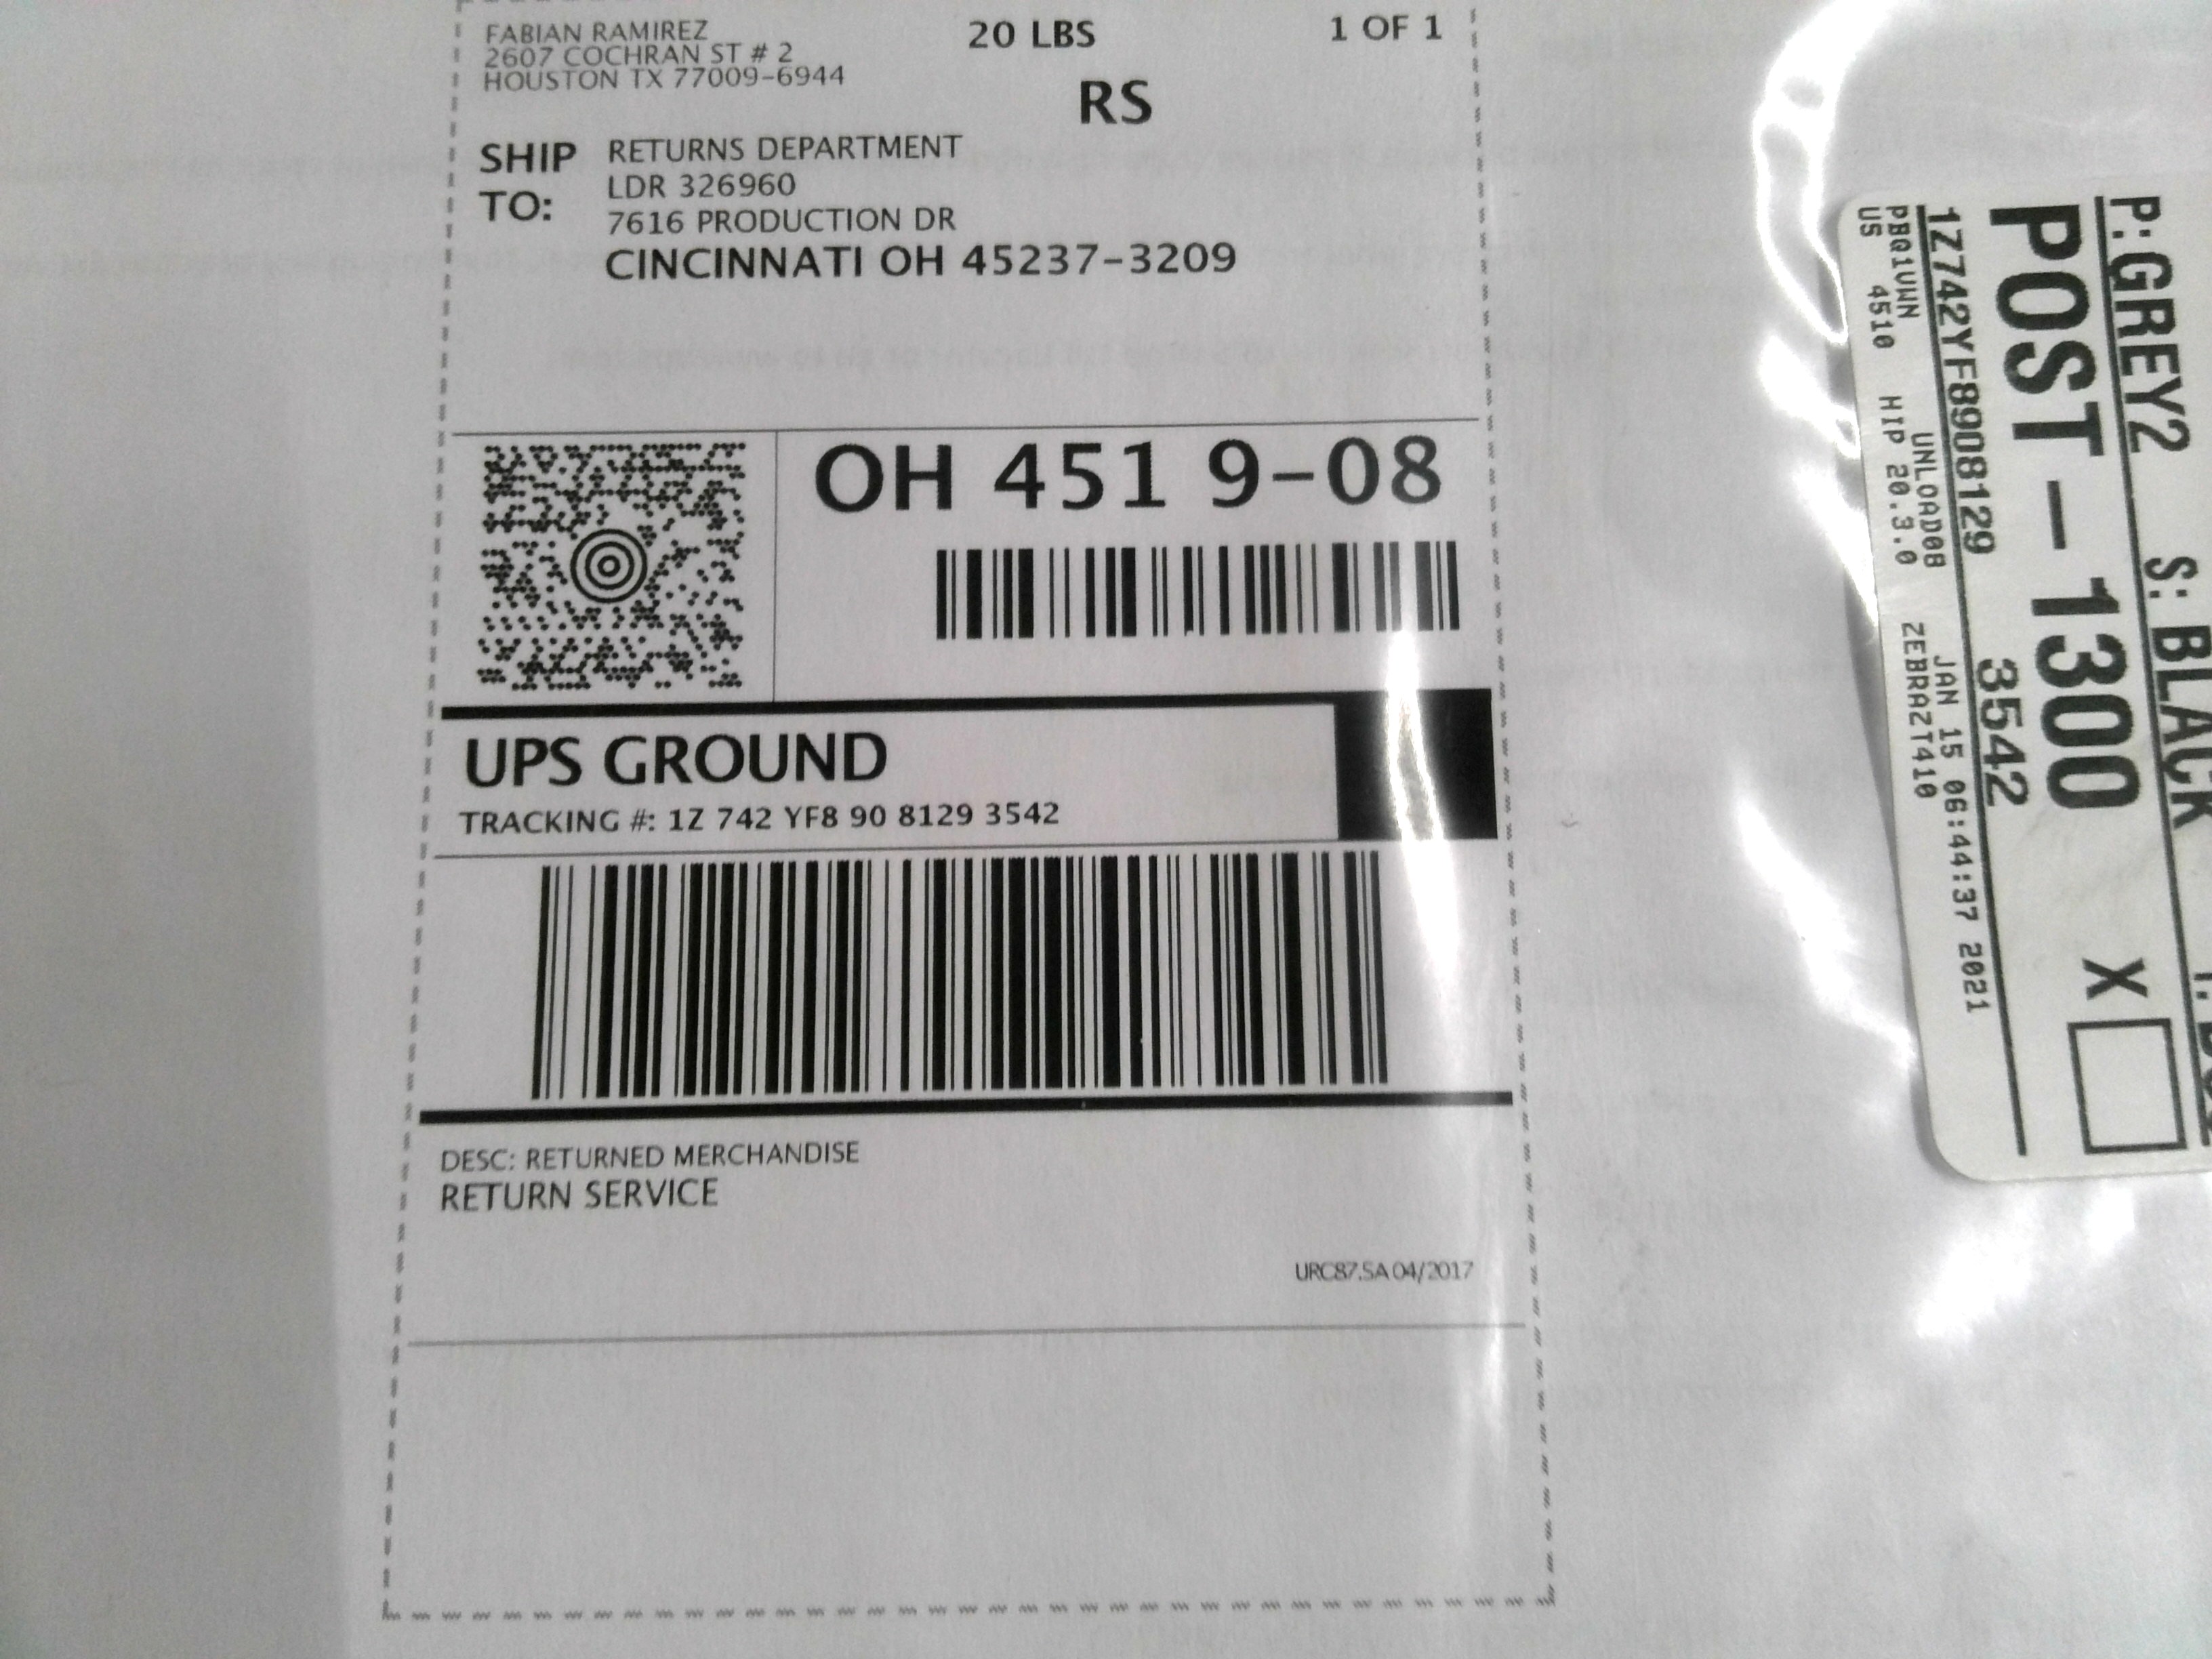 FABIAN RAMIREZ
2607 COCHRAN ST # 2
HOUSTON TX 77009-6944
20 LBS
1 OF 1
RS
SHIP TO:
RETURNS DEPARTMENT
LDR 326960
7616 PRODUCTION DR
CINCINNATI OH 45237-3209
OH 451 9-08
UPS GROUND
TRACKING #: 1Z 742 YF8 90 8129 3542
DESC: RETURNED MERCHANDISE
RETURN SERVICE
URC87.5A 04/2017
P:GREY2 S: BLACK
POST-1300 X
1Z742YF8908129 3542
PBQ1VWN UNLOAD0B JAN 15 06:44:37 2021
US 4510 HIP 20.3.0 ZEBRAZT410